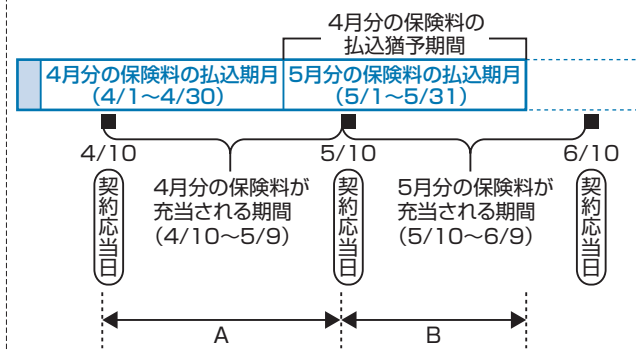 4月分の保険料の
払込猶予期間
4月分の保険料の払込期月
(4/1～4/30)
5月分の保険料の払込期月
(5/1～5/31)
4/10
5/10
6/10
契約応当日
4月分の保険料が
充当される期間
(4/10～5/9)
契約応当日
5月分の保険料が
充当される期間
(5/10～6/9)
契約応当日
A
B